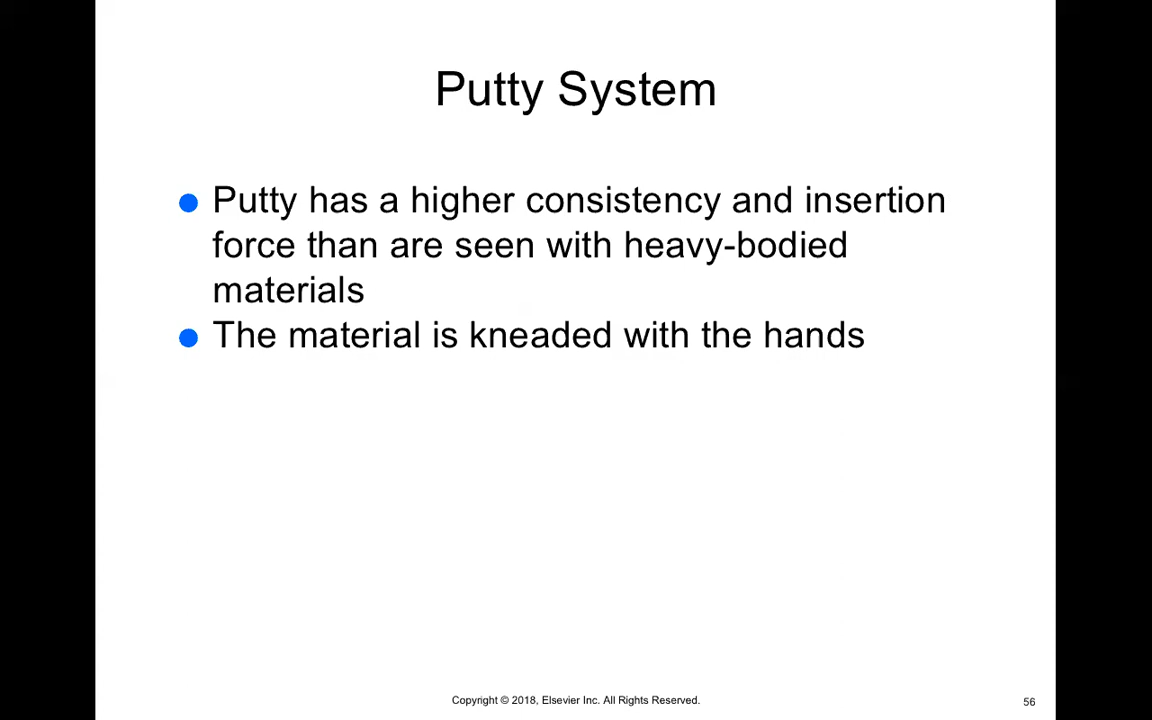 Putty System
● Putty has a higher consistency and insertion
force than are seen with heavy-bodied
materials
● The material is kneaded with the hands
Copyright © 2018, Elsevier Inc. All Rights Reserved.
56